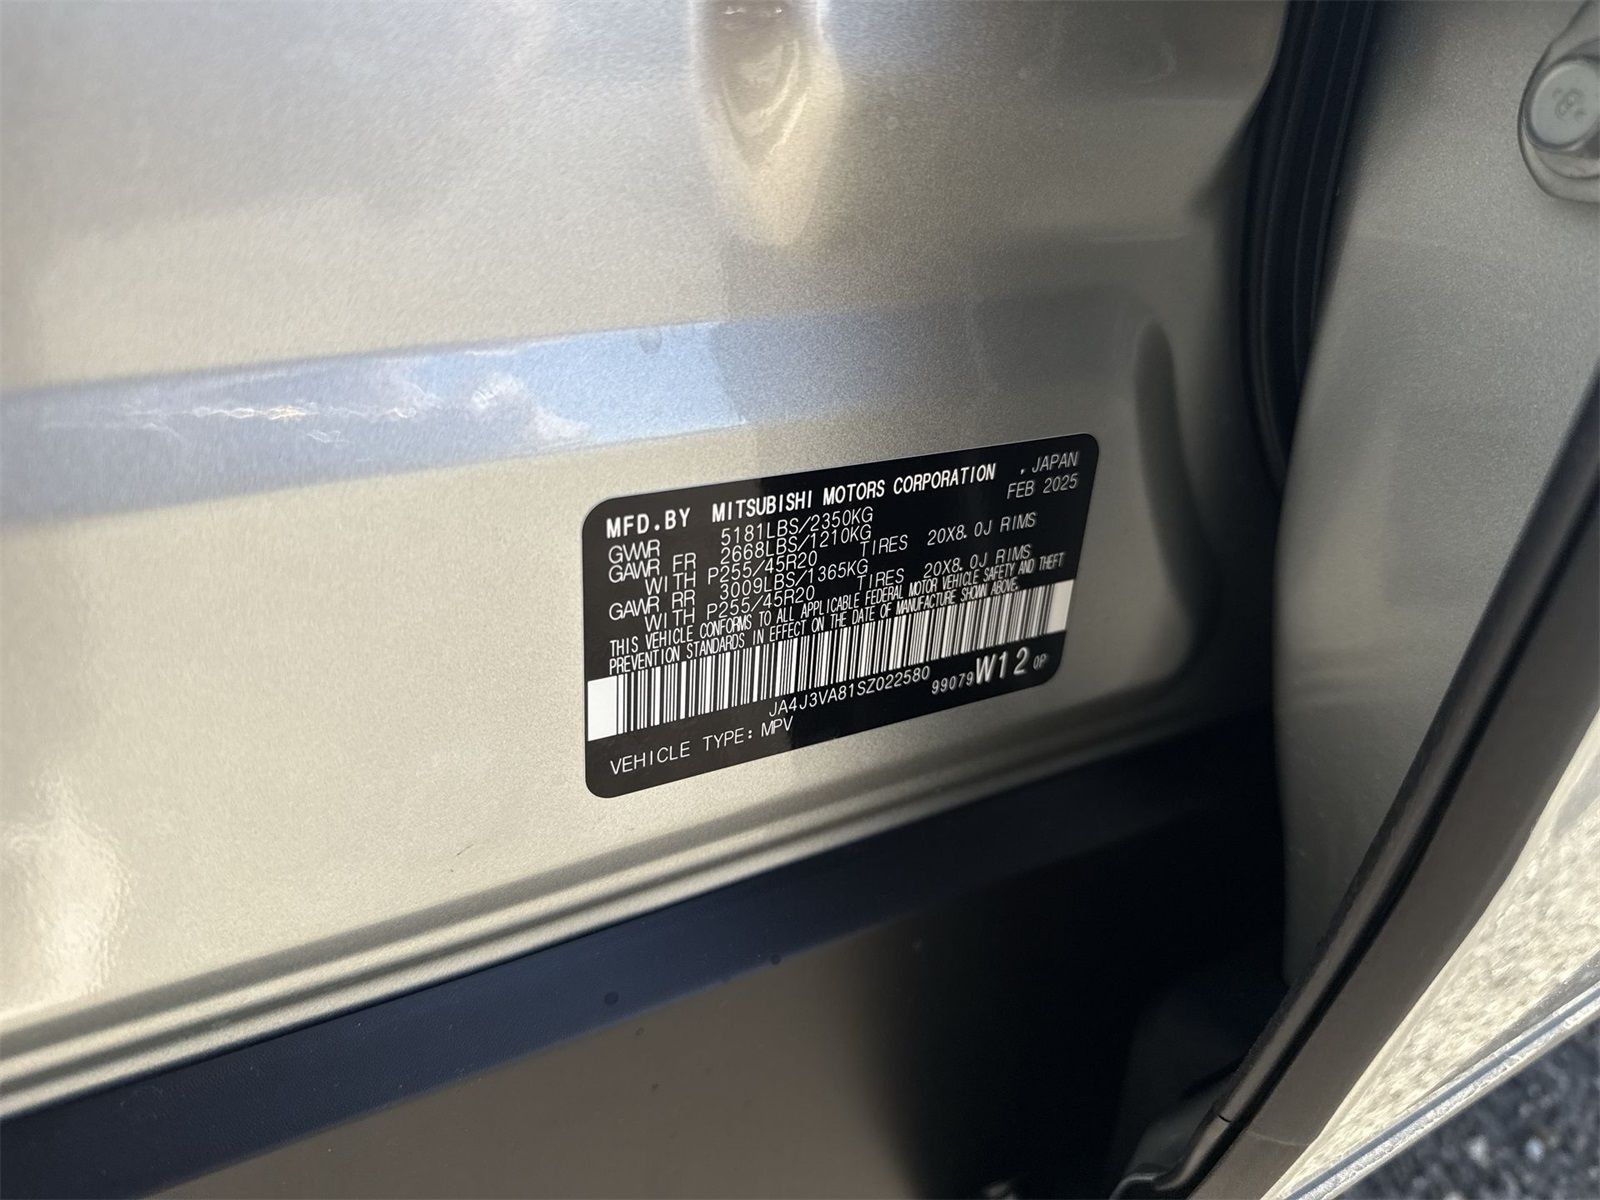 MFD.BY MITSUBISHI MOTORS CORPORATION , JAPAN
FEB 2025
GVWR 5181LBS/2350KG
GAWR FR 2668LBS/1210KG
WITH P255/45R20 TIRES 20X8.0J RIMS
GAWR RR 3009LBS/1365KG
WITH P255/45R20 TIRES 20X8.0J RIMS
THIS VEHICLE CONFORMS TO ALL APPLICABLE FEDERAL MOTOR VEHICLE SAFETY AND THEFT
PREVENTION STANDARDS IN EFFECT ON THE DATE OF MANUFACTURE SHOWN ABOVE.
JA4J3VA81SZ022580 99079W12 0P
VEHICLE TYPE: MPV